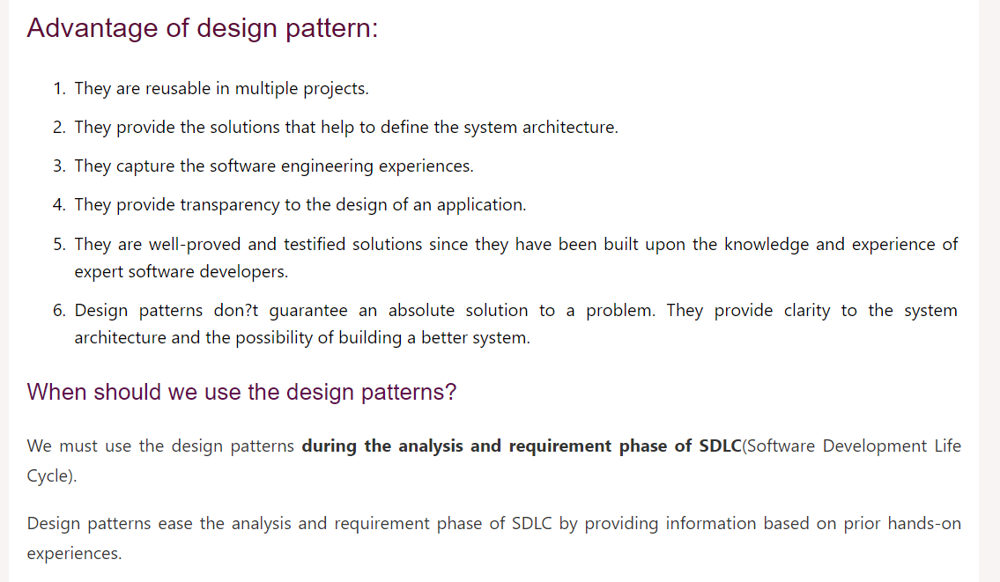 Advantage of design pattern:
1. They are reusable in multiple projects.
2. They provide the solutions that help to define the system architecture.
3. They capture the software engineering experiences.
4. They provide transparency to the design of an application.
5. They are well-proved and testified solutions since they have been built upon the knowledge and experience of
expert software developers.
6. Design patterns don?t guarantee an absolute solution to a problem. They provide clarity to the system
architecture and the possibility of building a better system.
When should we use the design patterns?
We must use the design patterns during the analysis and requirement phase of SDLC(Software Development Life
Cycle).
Design patterns ease the analysis and requirement phase of SDLC by providing information based on prior hands-on
experiences.